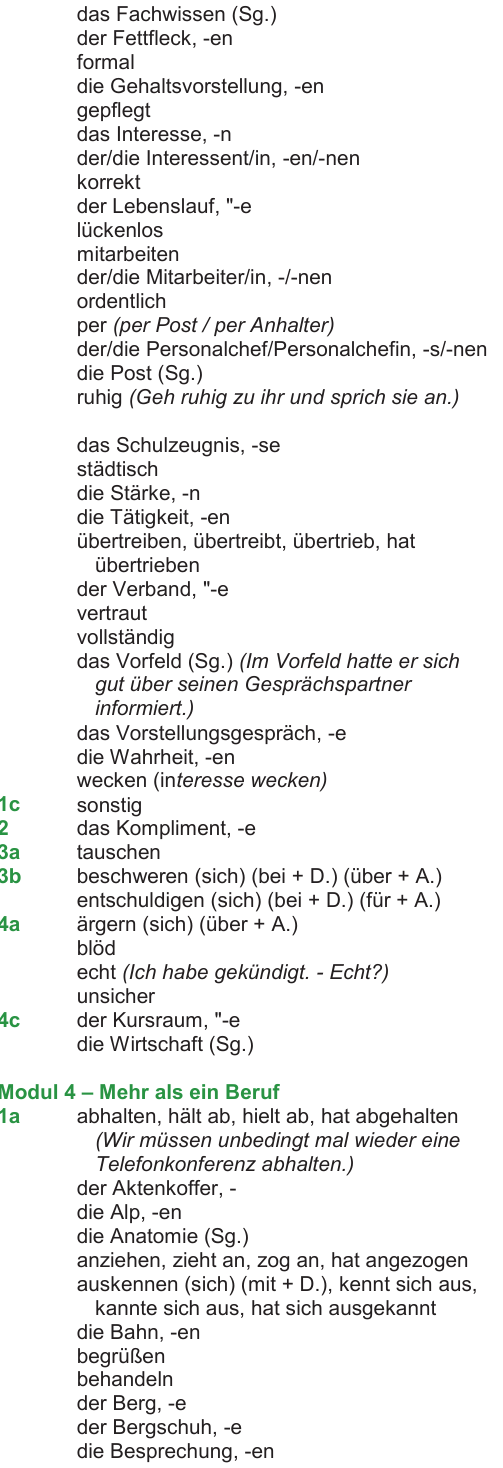 das Fachwissen (Sg.)
der Fettfleck, -en
formal
die Gehaltsvorstellung, -en
gepflegt
das Interesse, -n
der/die Interessent/in, -en/-nen
korrekt
der Lebenslauf, "-e
lückenlos
mitarbeiten
der/die Mitarbeiter/in, -/-nen
ordentlich
per (per Post / per Anhalter)
der/die Personalchef/Personalchefin, -s/-nen
die Post (Sg.)
ruhig (Geh ruhig zu ihr und sprich sie an.)
das Schulzeugnis, -se
städtisch
die Stärke, -n
die Tätigkeit, -en
übertreiben, übertreibt, übertrieb, hat
übertrieben
der Verband, "-e
vertraut
vollständig
das Vorfeld (Sg.) (Im Vorfeld hatte er sich
gut über seinen Gesprächspartner
informiert.)
das Vorstellungsgespräch, -e
die Wahrheit, -en
wecken (interesse wecken)
1c sonstig
2 das Kompliment, -e
3a tauschen
3b beschweren (sich) (bei + D.) (über + A.)
entschuldigen (sich) (bei + D.) (für + A.)
4a ärgern (sich) (über + A.)
blöd
echt (Ich habe gekündigt. - Echt?)
unsicher
4c der Kursraum, "-e
die Wirtschaft (Sg.)
Modul 4 – Mehr als ein Beruf
1a abhalten, hält ab, hielt ab, hat abgehalten
(Wir müssen unbedingt mal wieder eine
Telefonkonferenz abhalten.)
der Aktenkoffer, -
die Alp, -en
die Anatomie (Sg.)
anziehen, zieht an, zog an, hat angezogen
auskennen (sich) (mit + D.), kennt sich aus,
kannte sich aus, hat sich ausgekannt
die Bahn, -en
begrüßen
behandeln
der Berg, -e
der Bergschuh, -e
die Besprechung, -en